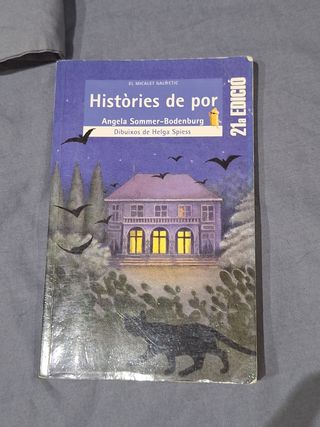 EL MICALET GALÀCTIC
Històries de por
Angela Sommer-Bodenburg
Dibuixos de Helga Spiess
21a EDICIÓ